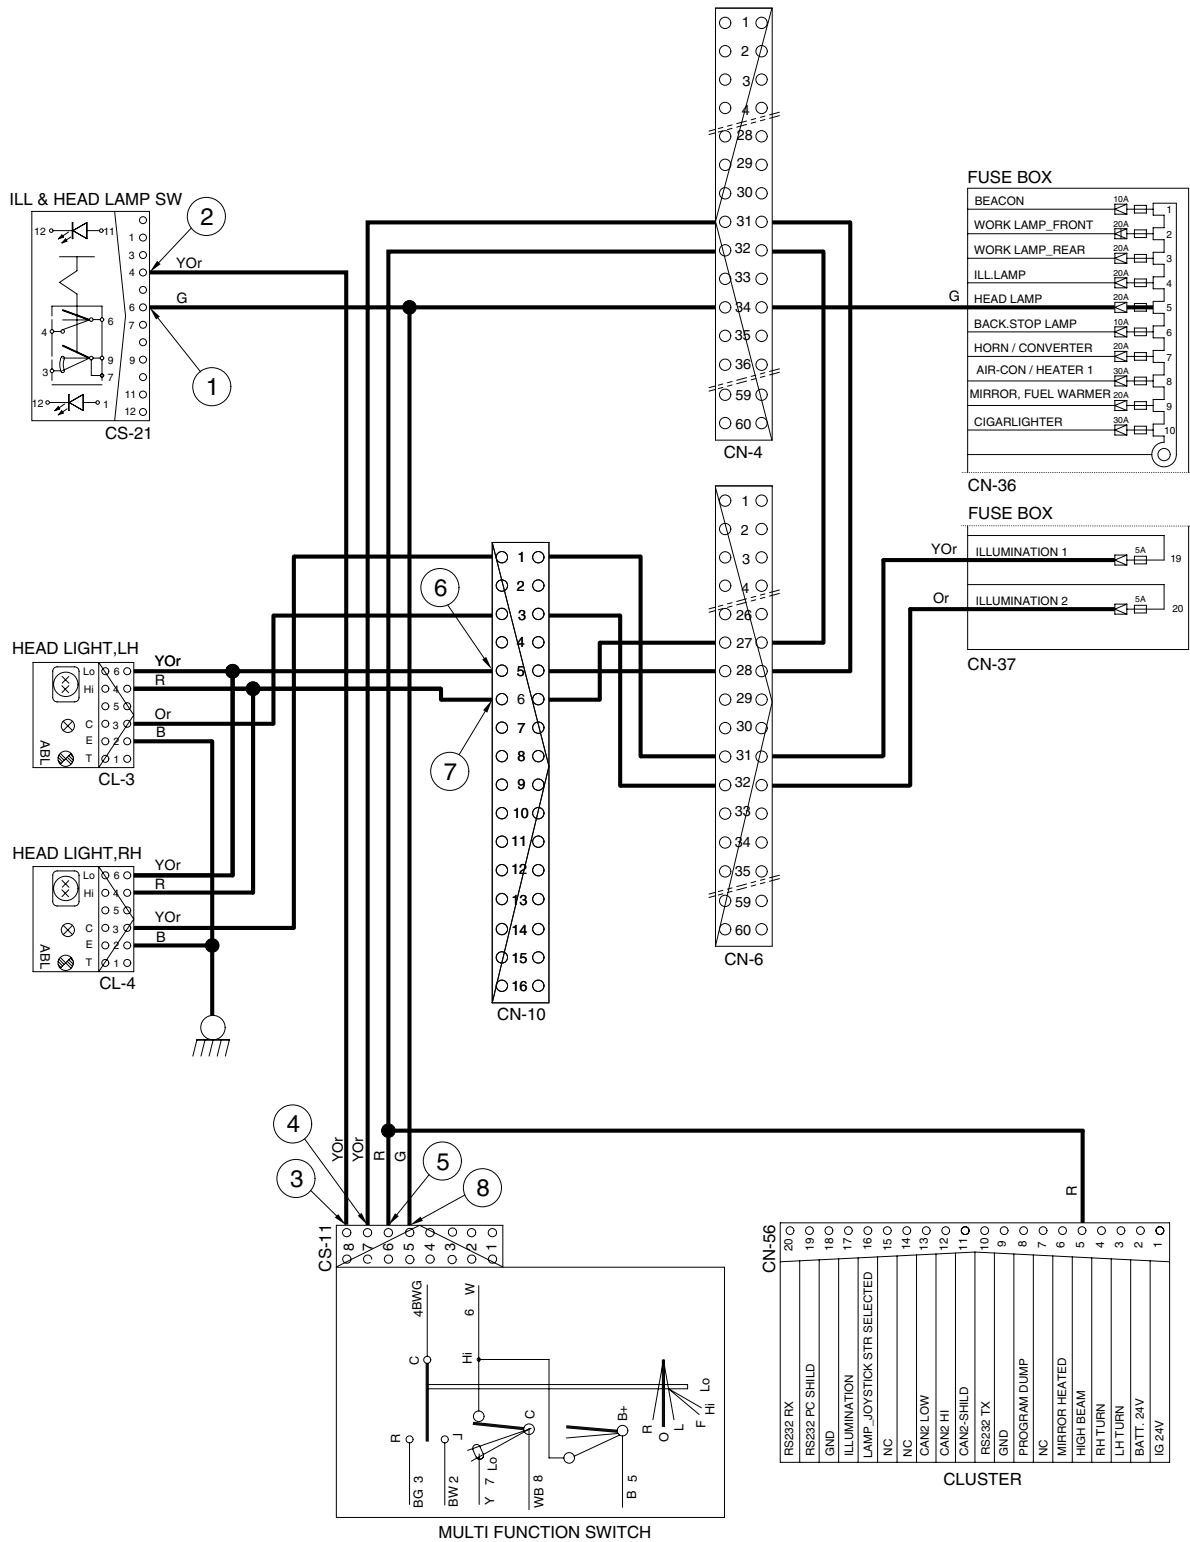 1
2
3
4
28
29
30
31
32
33
34
35
36
59
60
CN-4
FUSE BOX
BEACON 10A 1
WORK LAMP_FRONT 20A 2
WORK LAMP_REAR 20A 3
ILL.LAMP 20A 4
G HEAD LAMP 20A 5
BACK.STOP LAMP 10A 6
HORN / CONVERTER 20A 7
AIR-CON / HEATER 1 30A 8
MIRROR, FUEL WARMER 20A 9
CIGARLIGHTER 30A 10
CN-36
FUSE BOX
YOr ILLUMINATION 1 5A 19
Or ILLUMINATION 2 5A 20
CN-37
ILL & HEAD LAMP SW
12 11
1
3
4
6
7
9
11
12
4 6
3 9
7
12 1
CS-21
2
YOr
G
1
1
2
3
4
26
27
28
29
30
31
32
33
34
35
59
60
CN-6
1
2
3
4
5
6
7
8
9
10
11
12
13
14
15
16
CN-10
6
7
HEAD LIGHT,LH
Lo 6 YOr
Hi 4 R
5
C 3 Or
E 2 B
T 1
ABL
CL-3
HEAD LIGHT,RH
Lo 6 YOr
Hi 4 R
5
C 3 YOr
E 2 B
T 1
ABL
CL-4
4
3
5
8
YOr
YOr
R
G
R
CS-11
8 7 6 5 4 3 2 1
4BWG
6 W
C
Hi
R
L
BG 3
BW 2
Lo
Y 7
C
WB 8
B+
B 5
R
O
L
F
Hi
Lo
MULTI FUNCTION SWITCH
CN-56
20 RS232 RX
19 RS232 PC SHILD
18 GND
17 ILLUMINATION
16 LAMP_JOYSTICK STR SELECTED
15 NC
14 NC
13 CAN2 LOW
12 CAN2 HI
11 CAN2-SHILD
10 RS232 TX
9 GND
8 PROGRAM DUMP
7 NC
6 MIRROR HEATED
5 HIGH BEAM
4 RH TURN
3 LH TURN
2 BATT. 24V
1 IG 24V
CLUSTER